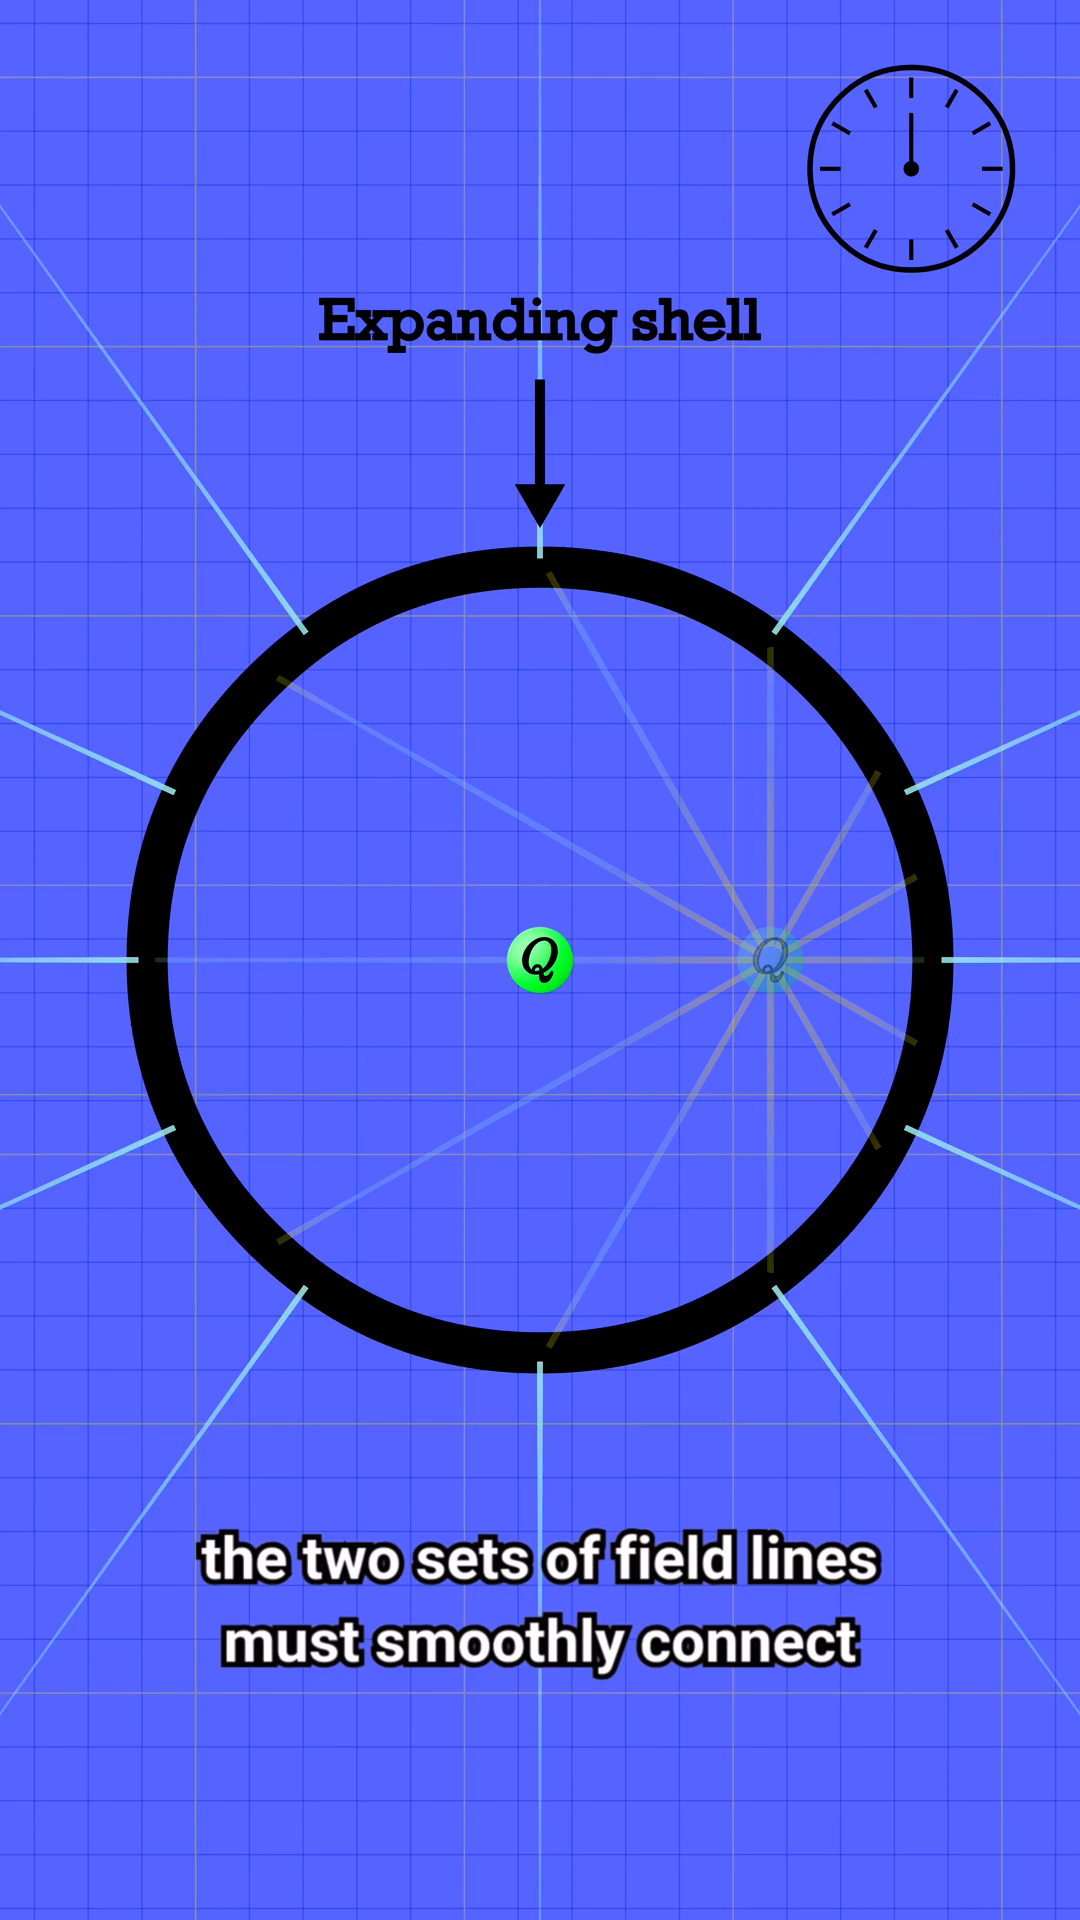 Expanding shell
Q
Q
the two sets of field lines
must smoothly connect